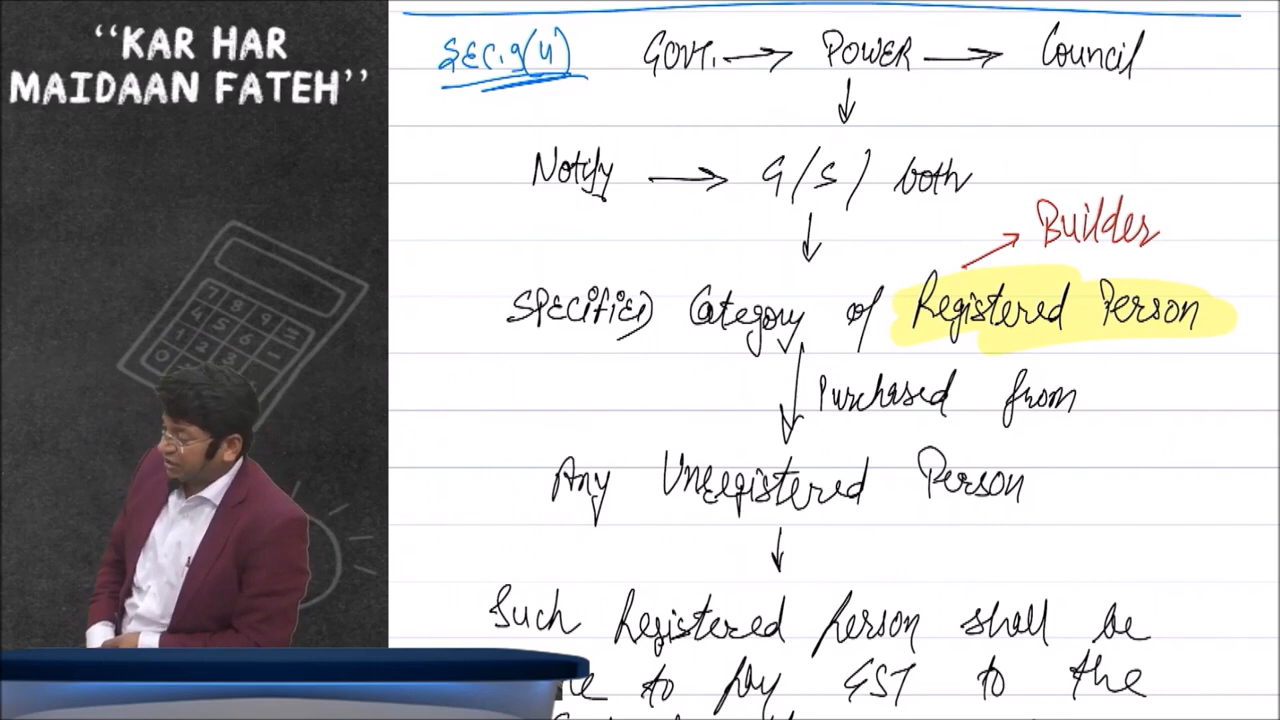 “KAR HAR
MAIDAAN FATEH”
SEC.9(4) GOVT. → POWER → Council
Notify → G/S/ both
Builder
Specified Category of Registered Person
Purchased from
Any Unregistered Person
Such Registered person shall be
to pay GST to the